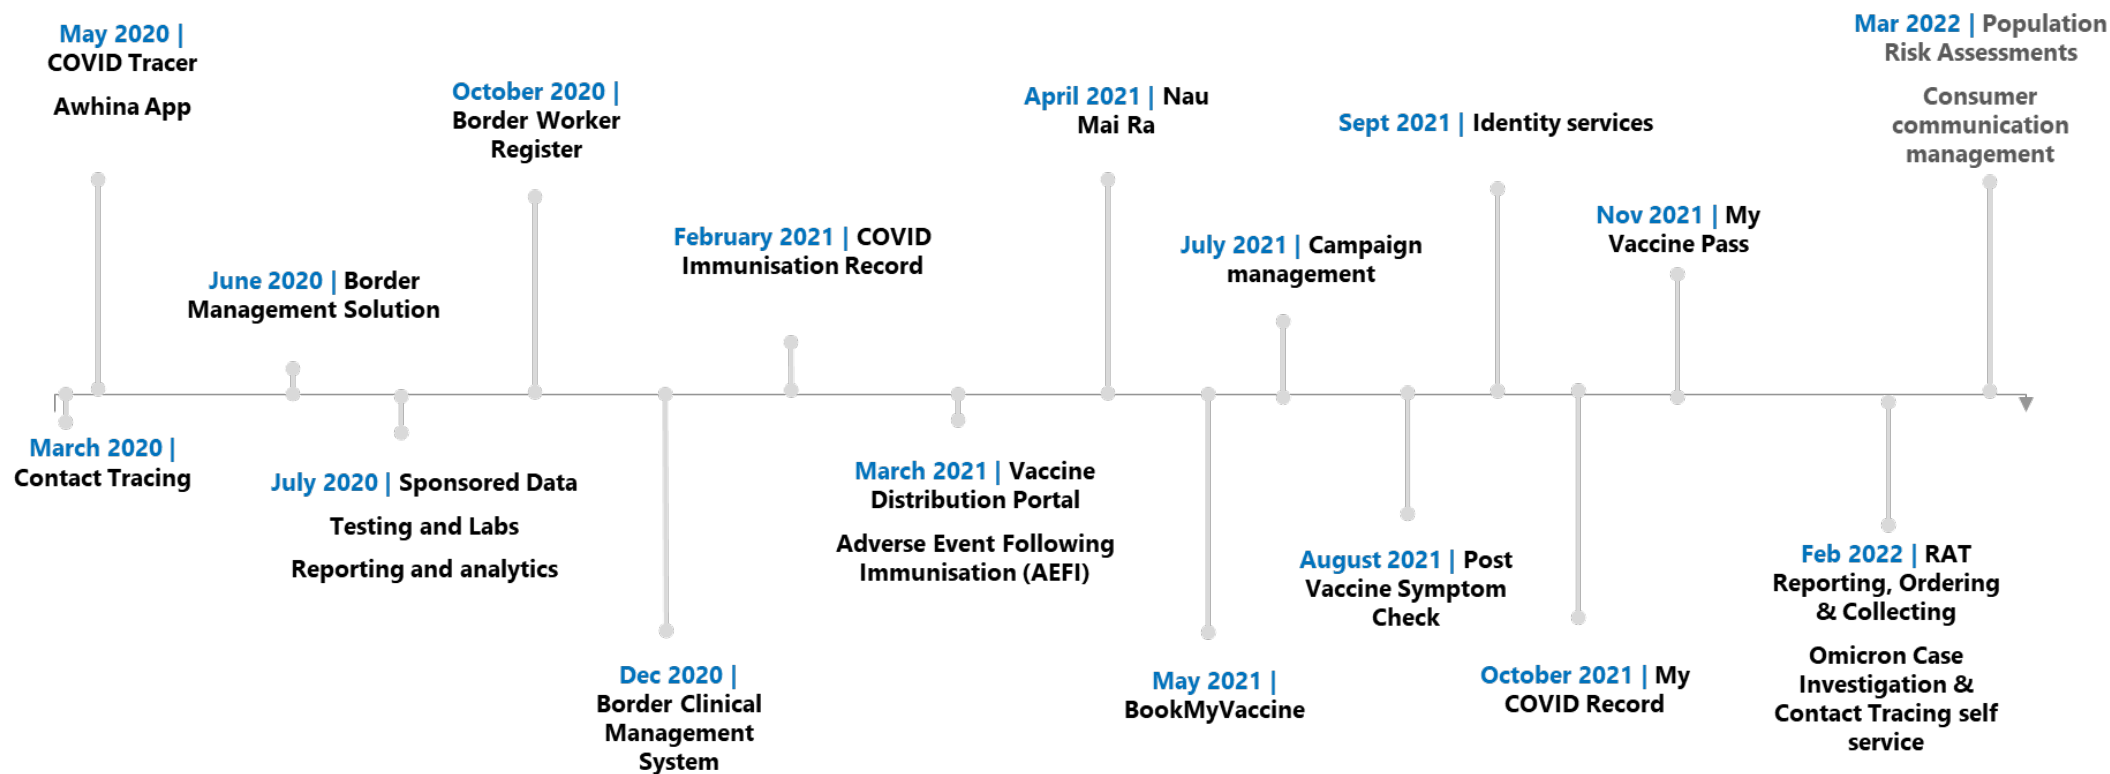 May 2020 |
COVID Tracer
Awhina App
March 2020 |
Contact Tracing
June 2020 | Border
Management Solution
July 2020 | Sponsored Data
Testing and Labs
Reporting and analytics
October 2020 |
Border Worker
Register
Dec 2020 |
Border Clinical
Management
System
February 2021 | COVID
Immunisation Record
March 2021 | Vaccine
Distribution Portal
Adverse Event Following
Immunisation (AEFI)
April 2021 | Nau
Mai Ra
May 2021 |
BookMyVaccine
July 2021 | Campaign
management
August 2021 | Post
Vaccine Symptom
Check
Sept 2021 | Identity services
October 2021 | My
COVID Record
Nov 2021 | My
Vaccine Pass
Feb 2022 | RAT
Reporting, Ordering
& Collecting
Omicron Case
Investigation &
Contact Tracing self
service
Mar 2022 | Population
Risk Assessments
Consumer
communication
management